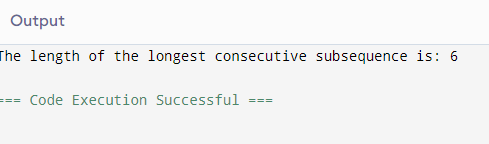 Output
The length of the longest consecutive subsequence is: 6
=== Code Execution Successful ===